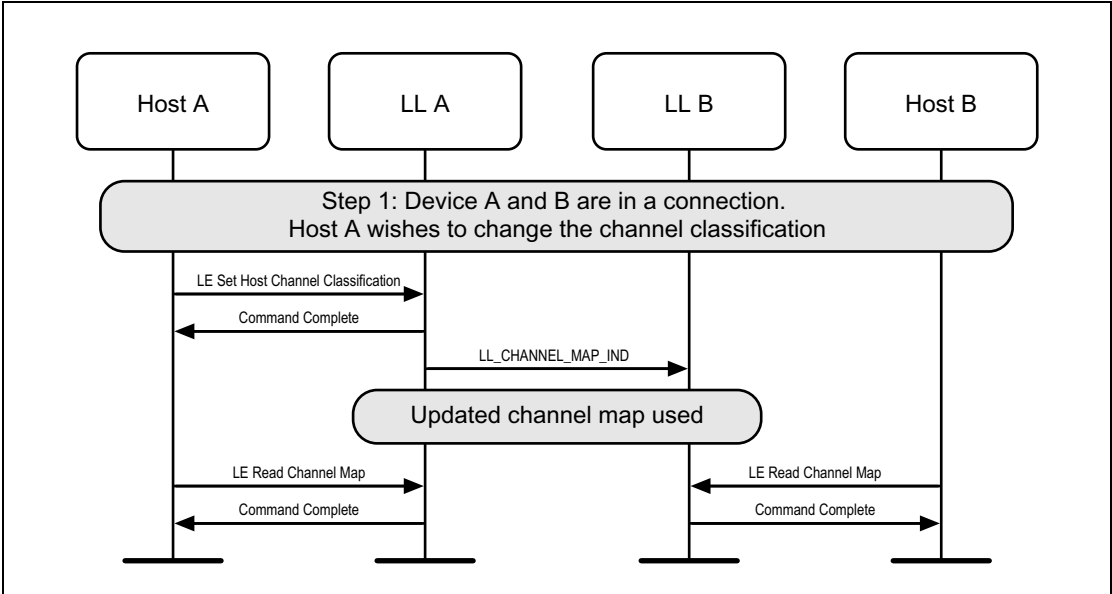 Host A
LL A
LL B
Host B
Step 1: Device A and B are in a connection.
Host A wishes to change the channel classification
LE Set Host Channel Classification
Command Complete
LL_CHANNEL_MAP_IND
Updated channel map used
LE Read Channel Map
LE Read Channel Map
Command Complete
Command Complete